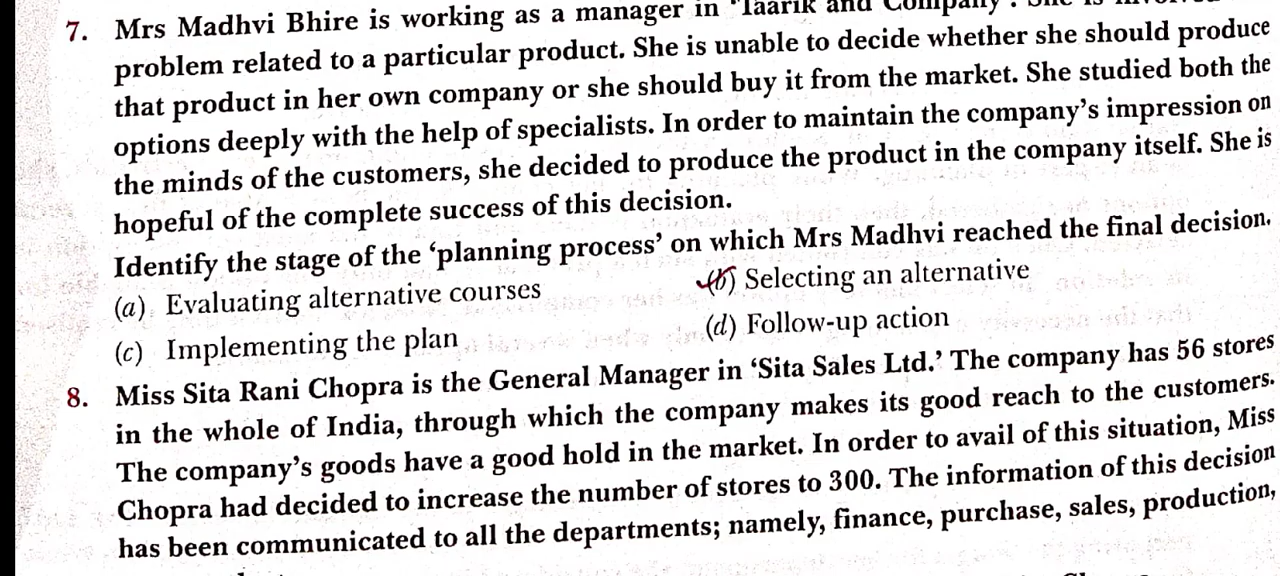 7. Mrs Madhvi Bhire is working as a manager in 'Taarik and Company'. She is
problem related to a particular product. She is unable to decide whether she should produce
that product in her own company or she should buy it from the market. She studied both the
options deeply with the help of specialists. In order to maintain the company's impression on
the minds of the customers, she decided to produce the product in the company itself. She is
hopeful of the complete success of this decision.
Identify the stage of the 'planning process' on which Mrs Madhvi reached the final decision.
(a) Evaluating alternative courses (b) Selecting an alternative
(c) Implementing the plan (d) Follow-up action
8. Miss Sita Rani Chopra is the General Manager in 'Sita Sales Ltd.' The company has 56 stores
in the whole of India, through which the company makes its good reach to the customers.
The company's goods have a good hold in the market. In order to avail of this situation, Miss
Chopra had decided to increase the number of stores to 300. The information of this decision
has been communicated to all the departments; namely, finance, purchase, sales, production,